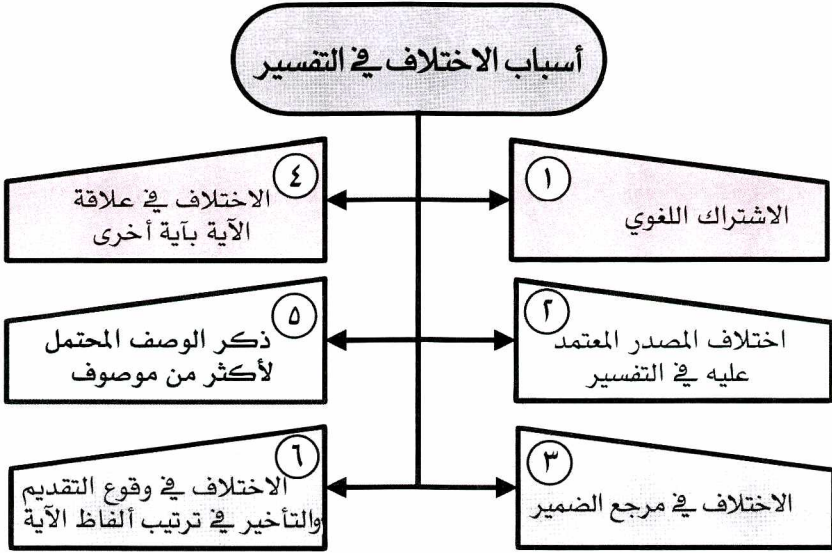 أسباب الاختلاف في التفسير
١
الاشتراك اللغوي
٢
اختلاف المصدر المعتمد
عليه في التفسير
٣
الاختلاف في مرجع الضمير
٤
الاختلاف في علاقة
الآية بآية أخرى
٥
ذكر الوصف المحتمل
لأكثر من موصوف
٦
الاختلاف في وقوع التقديم
والتأخير في ترتيب ألفاظ الآية